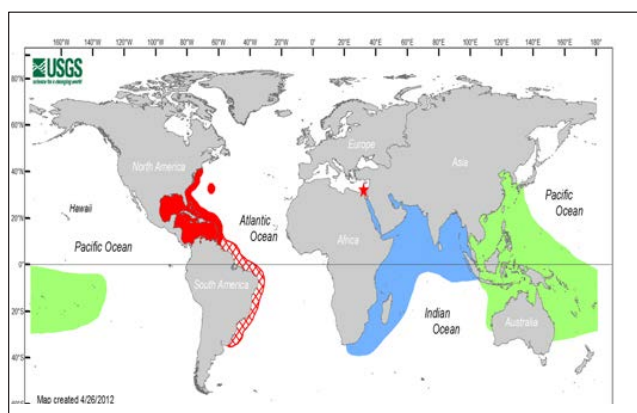 160°W 140°W 120°W 100°W 80°W 60°W 40°W 20°W 0° 20°E 40°E 60°E 80°E 100°E 120°E 140°E 160°E 180°
USGS
science for a changing world
80°N
60°N
40°N
20°N
0°
20°S
40°S
North America
Europe
Asia
Hawaii
Atlantic
Ocean
Pacific
Ocean
Pacific Ocean
Africa
South America
Indian
Ocean
Australia
Map created 4/26/2012